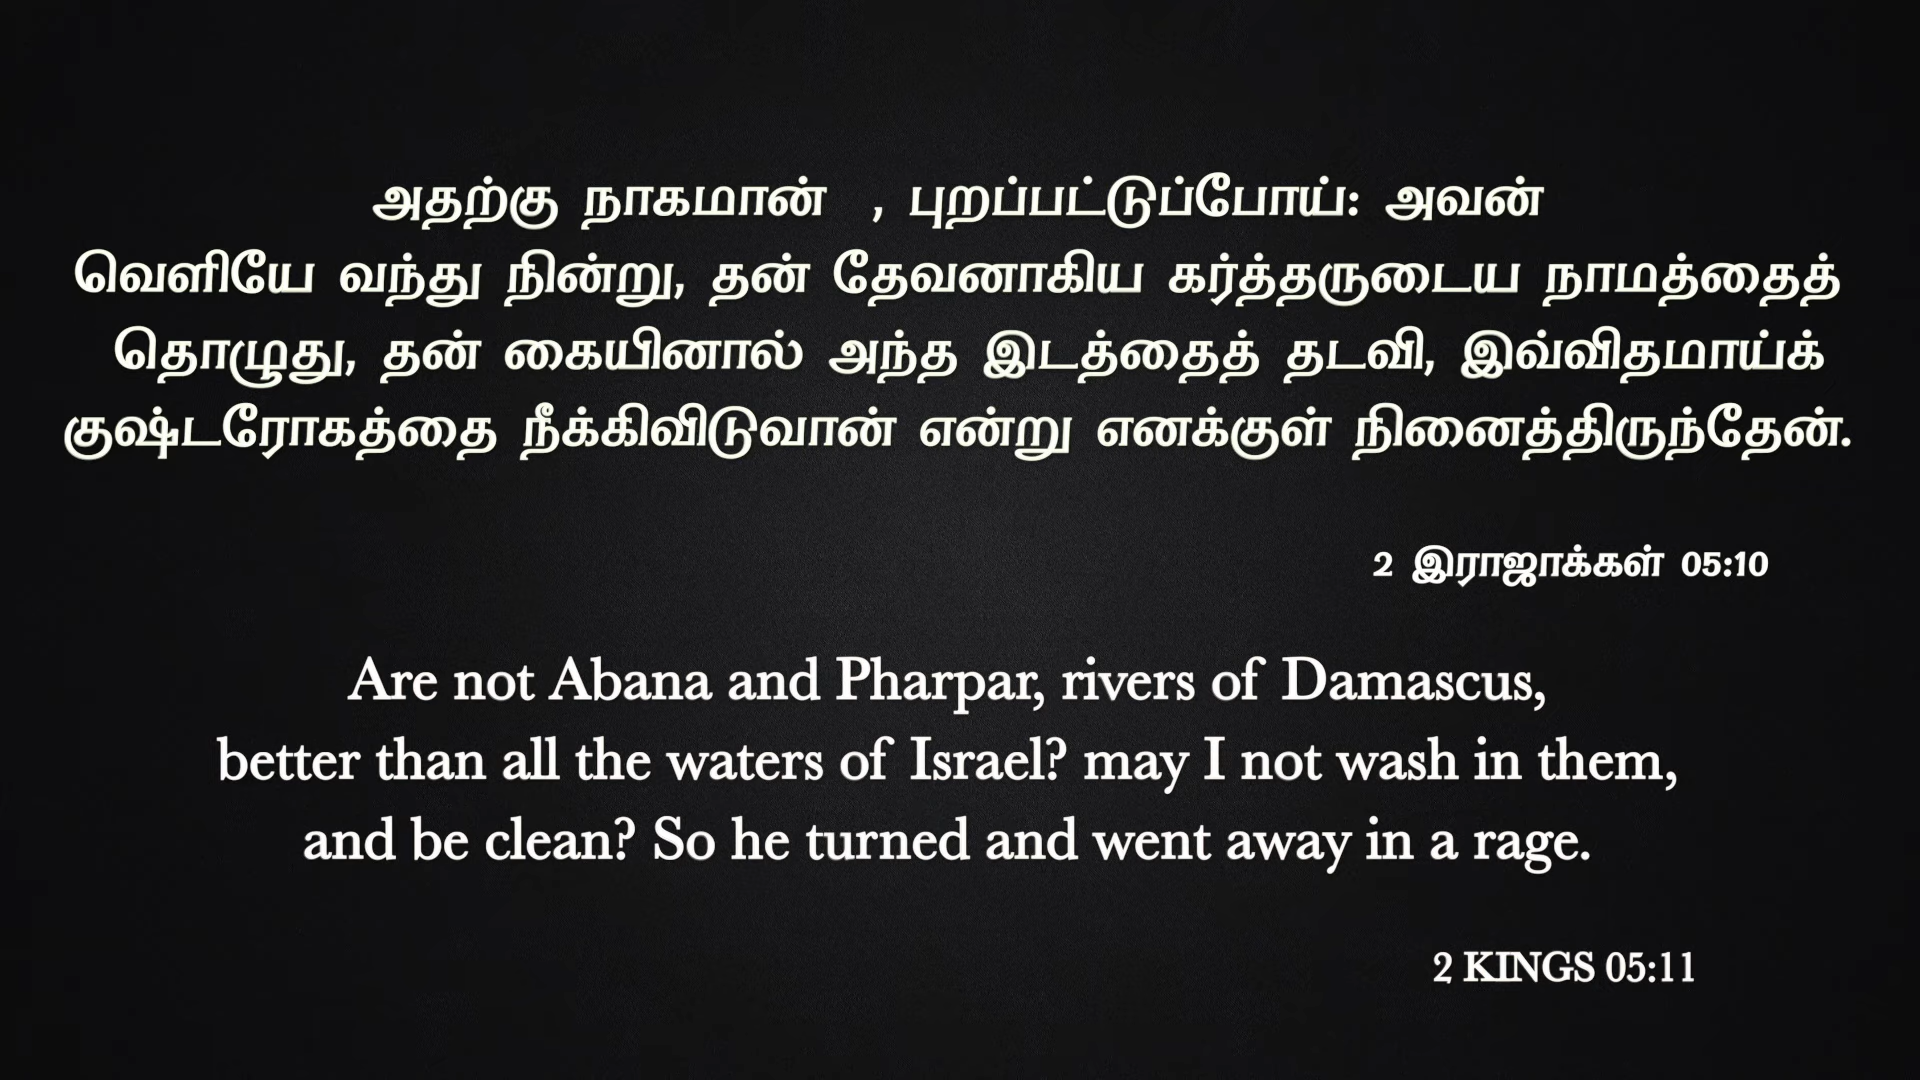 அதற்கு நாகமான் , புறப்பட்டுப்போய்: அவன்
வெளியே வந்து நின்று, தன் தேவனாகிய கர்த்தருடைய நாமத்தைத்
தொழுது, தன் கையினால் அந்த இடத்தைத் தடவி, இவ்விதமாய்க்
குஷ்டரோகத்தை நீக்கிவிடுவான் என்று எனக்குள் நினைத்திருந்தேன்.
2 இராஜாக்கள் 05:10
Are not Abana and Pharpar, rivers of Damascus,
better than all the waters of Israel? may I not wash in them,
and be clean? So he turned and went away in a rage.
2 KINGS 05:11